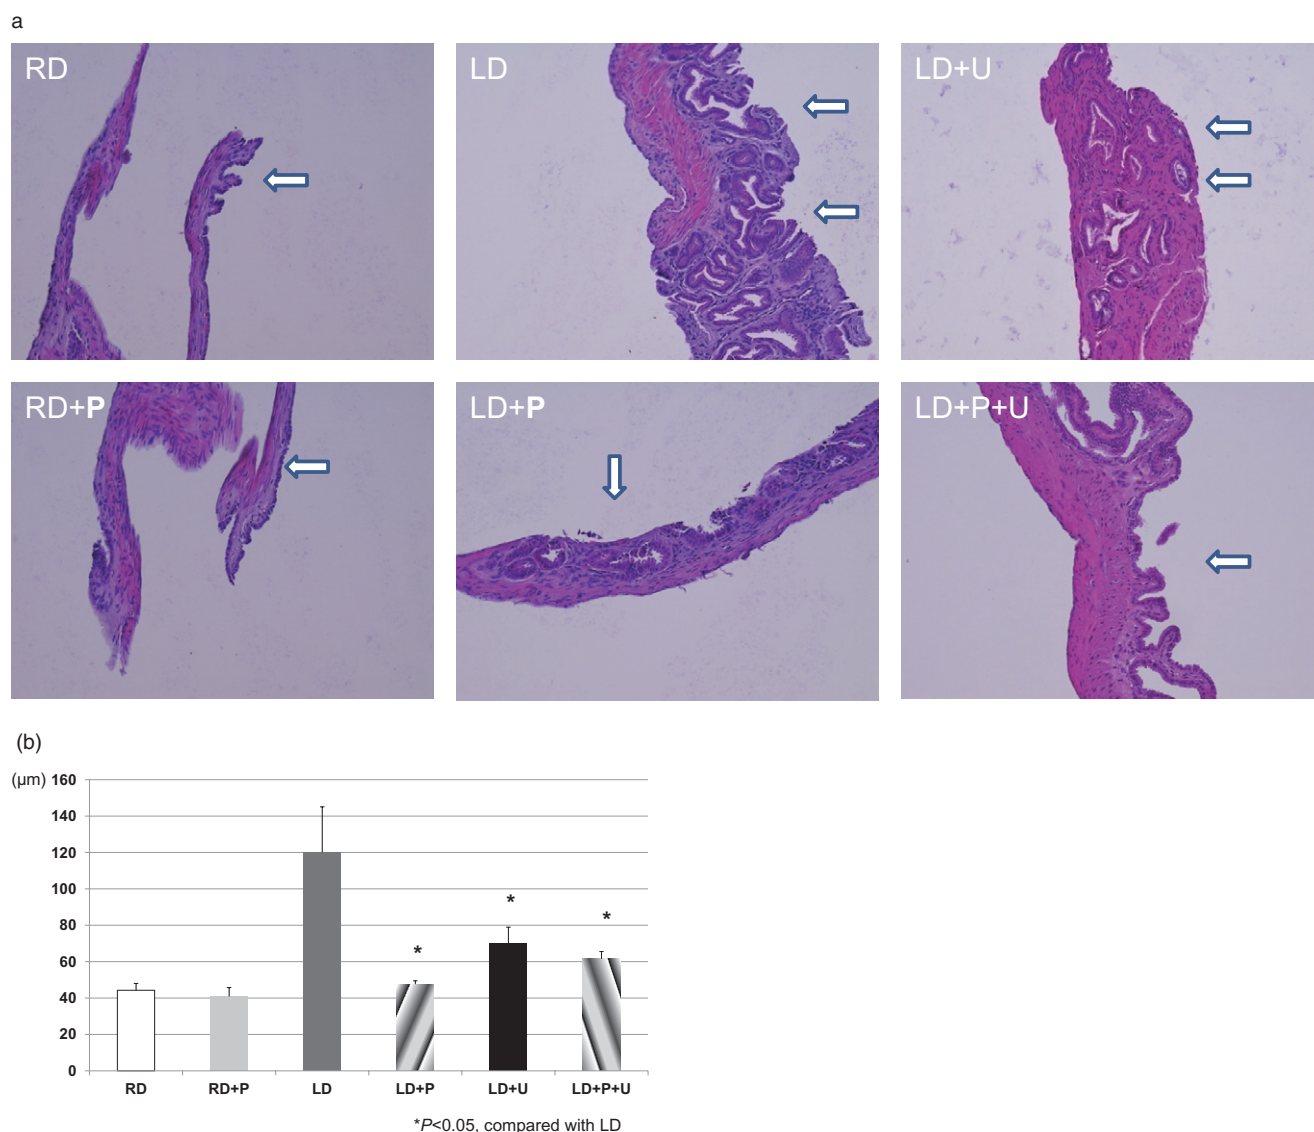 a
RD
LD
LD+U
RD+P
LD+P
LD+P+U
(b)
(µm)
160
140
120
100
80
60
40
20
0
*
*
*
RD
RD+P
LD
LD+P
LD+U
LD+P+U
*P<0.05, compared with LD